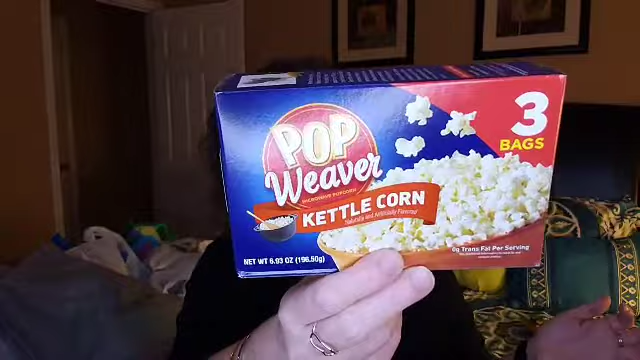 POP
Weaver
MICROWAVE POPCORN
KETTLE CORN
Naturally and Artificially Flavored
3
BAGS
0g Trans Fat Per Serving
NET WT 6.93 OZ (196.50g)